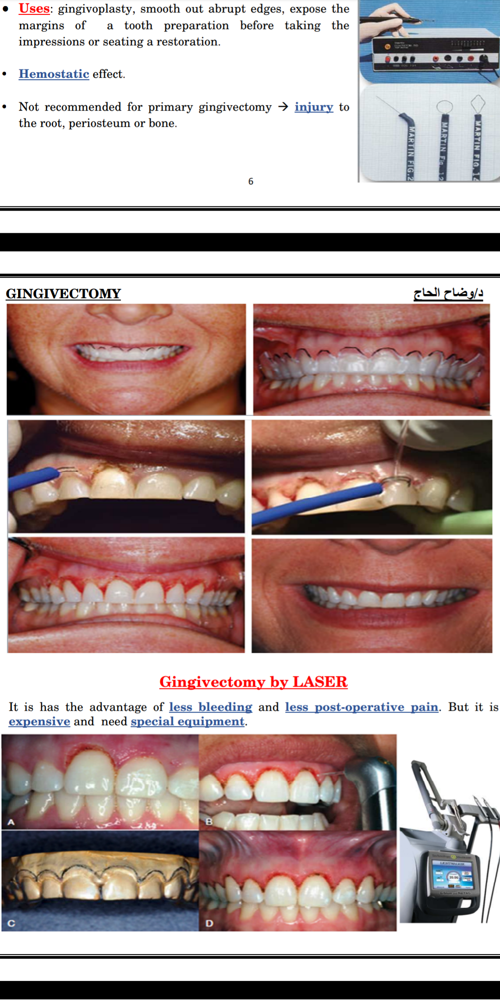 • Uses: gingivoplasty, smooth out abrupt edges, expose the
margins of a tooth preparation before taking the
impressions or seating a restoration.
• Hemostatic effect.
• Not recommended for primary gingivectomy → injury to
the root, periosteum or bone.
MARTIN FIG.2
MARTIN Fig. 12
MARTIN FIG. 14
6
GINGIVECTOMY
د/وضاح الحاج
Gingivectomy by LASER
It is has the advantage of less bleeding and less post-operative pain. But it is
expensive and need special equipment.
A
B
C
D
LIGHTWALKER
20.00